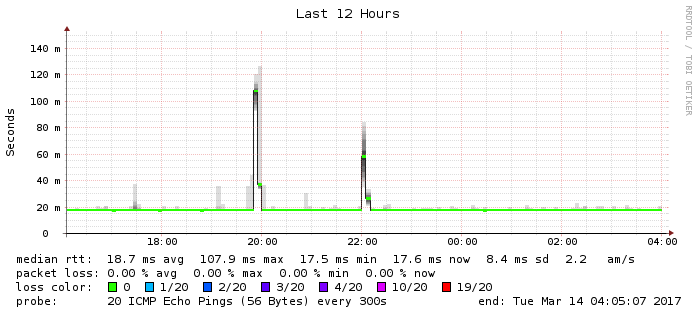 Last 12 Hours
RRDTOOL / TOBI OETIKER
Seconds
140 m
120 m
100 m
80 m
60 m
40 m
20 m
0
18:00 20:00 22:00 00:00 02:00 04:00
median rtt: 18.7 ms avg 107.9 ms max 17.5 ms min 17.6 ms now 8.4 ms sd 2.2 am/s
packet loss: 0.00 % avg 0.00 % max 0.00 % min 0.00 % now
loss color: 0 1/20 2/20 3/20 4/20 10/20 19/20
probe: 20 ICMP Echo Pings (56 Bytes) every 300s end: Tue Mar 14 04:05:07 2017